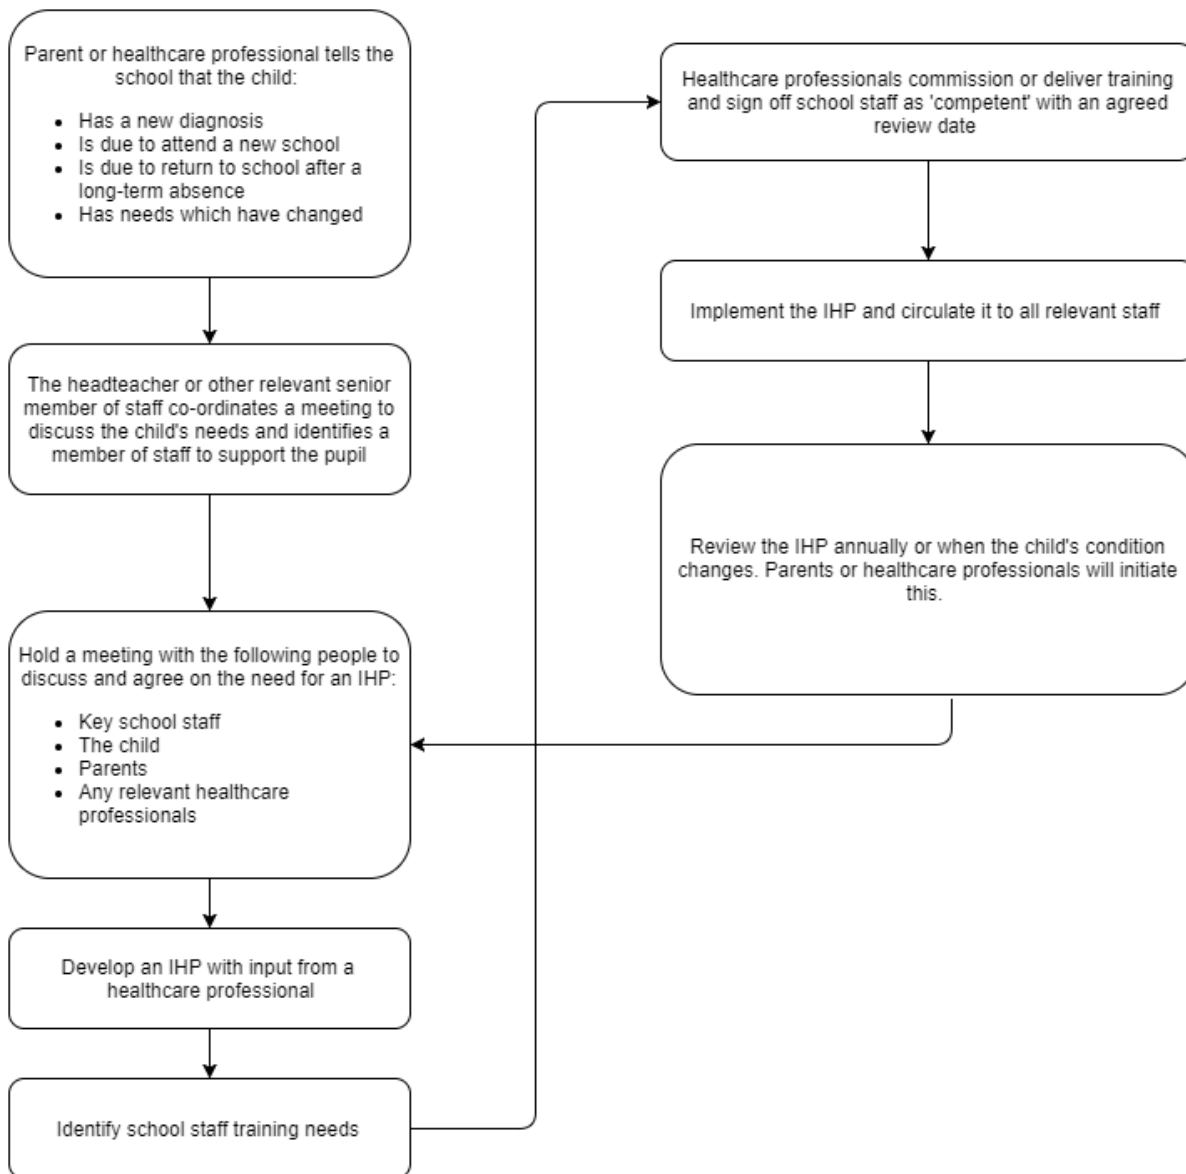 Parent or healthcare professional tells the
school that the child:
• Has a new diagnosis
• Is due to attend a new school
• Is due to return to school after a
long-term absence
• Has needs which have changed
The headteacher or other relevant senior
member of staff co-ordinates a meeting to
discuss the child's needs and identifies a
member of staff to support the pupil
Hold a meeting with the following people to
discuss and agree on the need for an IHP:
• Key school staff
• The child
• Parents
• Any relevant healthcare
professionals
Develop an IHP with input from a
healthcare professional
Identify school staff training needs
Healthcare professionals commission or deliver training
and sign off school staff as 'competent' with an agreed
review date
Implement the IHP and circulate it to all relevant staff
Review the IHP annually or when the child's condition
changes. Parents or healthcare professionals will initiate
this.